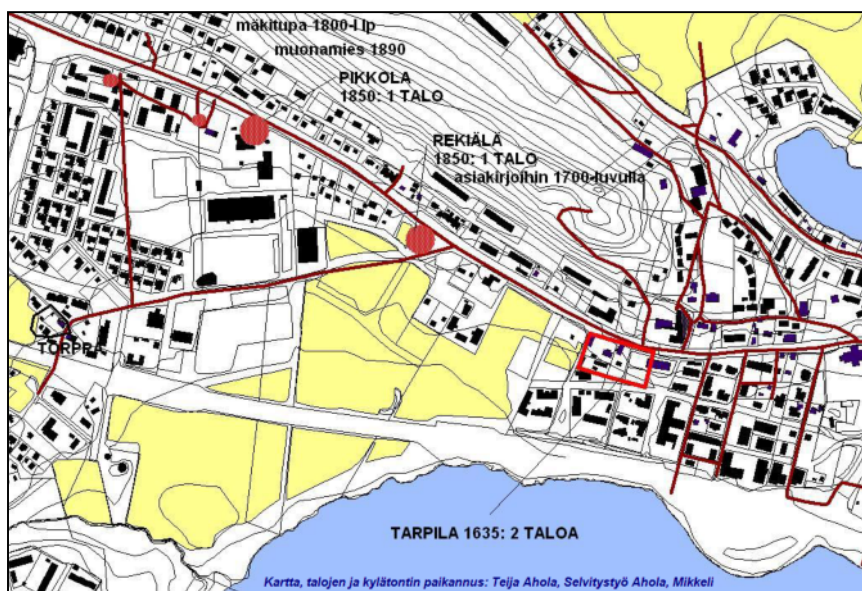 mäkitupa 1800-l lp
muonamies 1890
PIKKOLA
1850: 1 TALO
REKIÄLÄ
1850: 1 TALO
asiakirjoihin 1700-luvulla
TORPPA
TARPILA 1635: 2 TALOA
Kartta, talojen ja kylätontin paikannus: Teija Ahola, Selvitystyö Ahola, Mikkeli